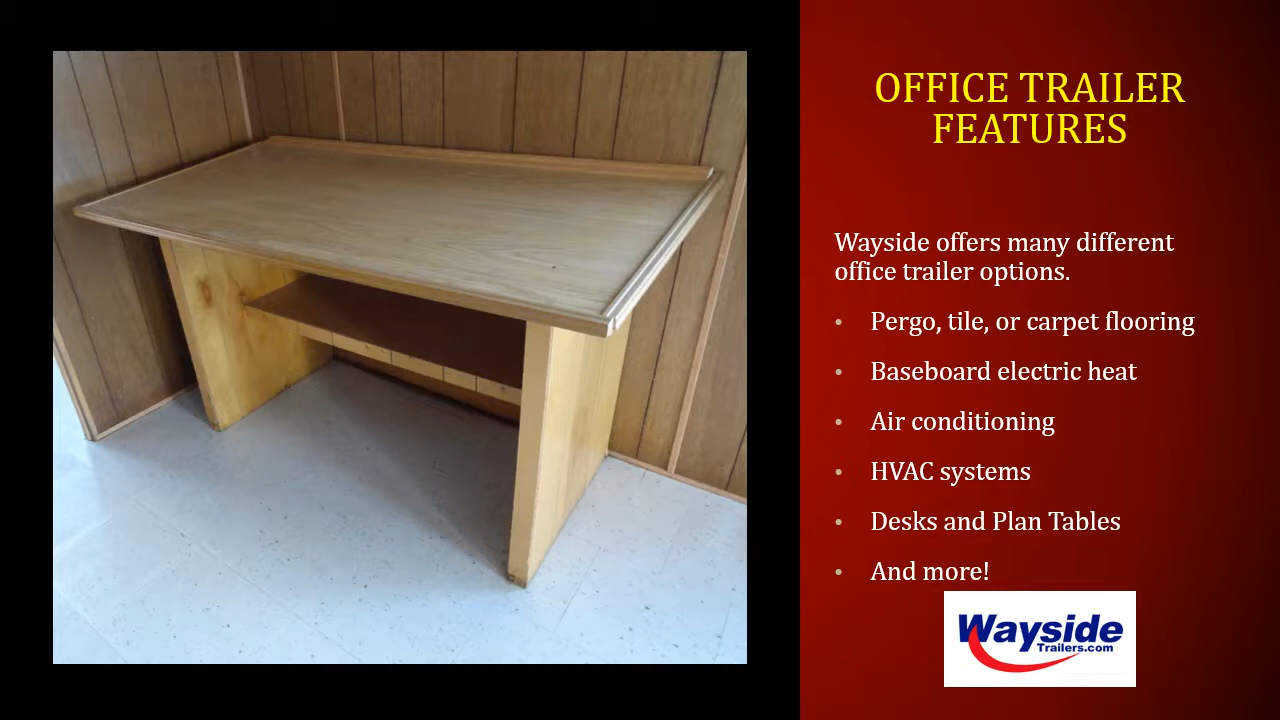 OFFICE TRAILER
FEATURES
Wayside offers many different
office trailer options.
• Pergo, tile, or carpet flooring
• Baseboard electric heat
• Air conditioning
• HVAC systems
• Desks and Plan Tables
• And more!
Wayside
Trailers.com